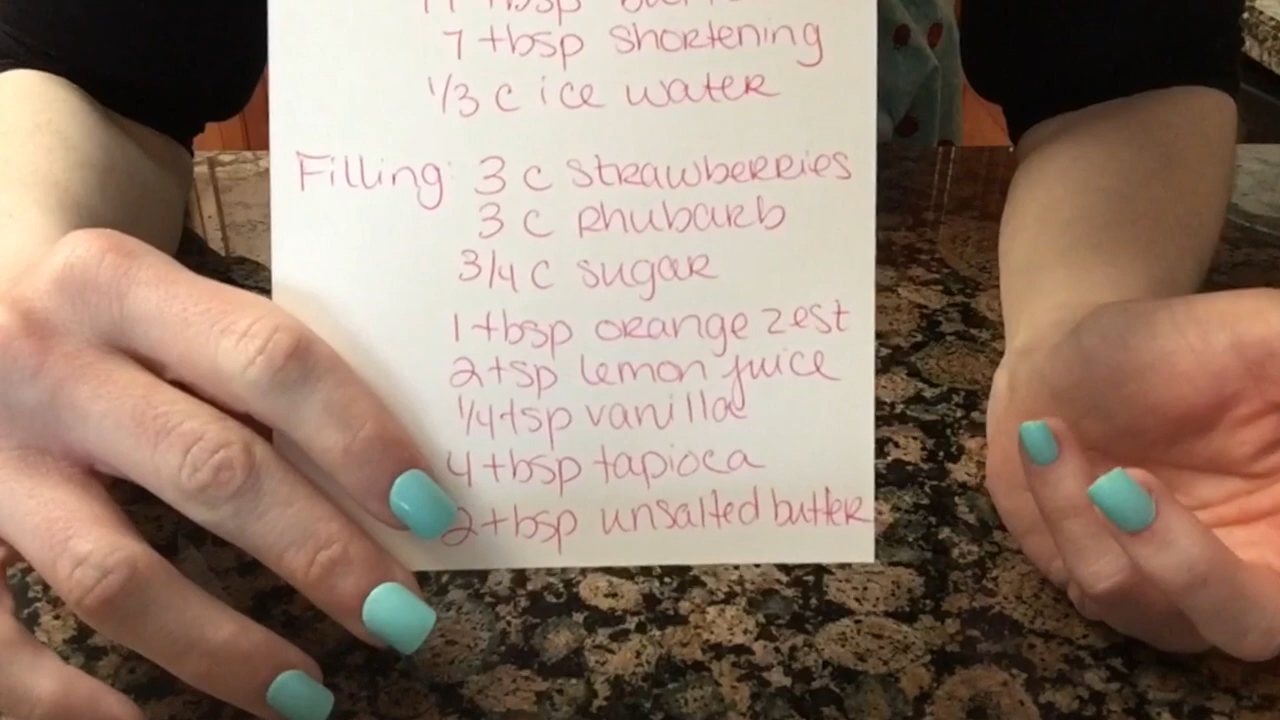 tbsp
7 tbsp shortening
1/3 c ice water
Filling: 3 c strawberries
3 c rhubarb
3/4 c sugar
1 tbsp orange zest
2 tsp lemon juice
1/4 tsp vanilla
4 tbsp tapioca
2 tbsp unsalted butter